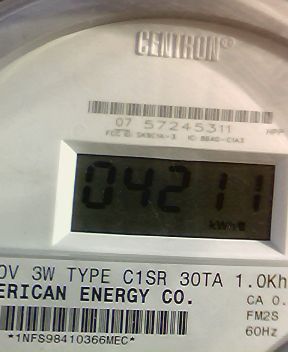 CENTRON®
07 57245311
HPP
04211
kWh
0V 3W TYPE C1SR 30TA 1.0Kh
ERICAN ENERGY CO.
CA 0.
FM2S
60Hz
*1NFS98410366MEC*